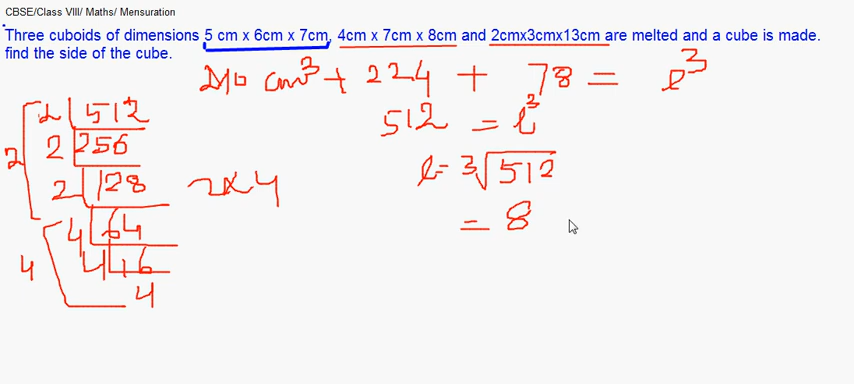 CBSE/Class VIII/ Maths/ Mensuration
Three cuboids of dimensions 5 cm x 6cm x 7cm, 4cm x 7cm x 8cm and 2cmx3cmx13cm are melted and a cube is made.
find the side of the cube.
210 cm³ + 224 + 78 = l³
512 = l³
l = ³√512
= 8
2 | 512
2 2 | 256
2 | 128 2x4
4 | 64
4 4 | 16
4